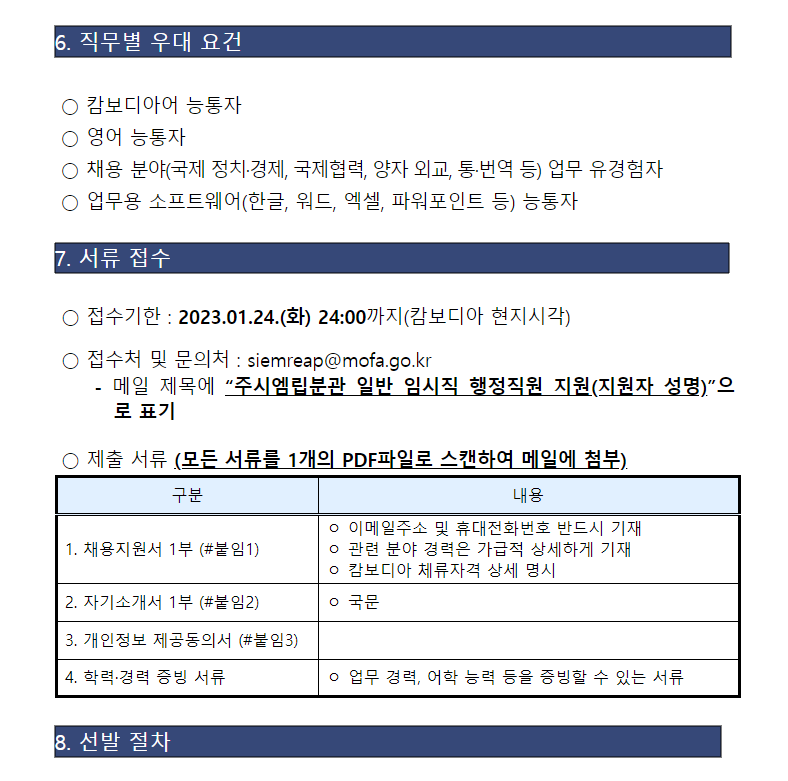 6. 직무별 우대 요건
○ 캄보디아어 능통자
○ 영어 능통자
○ 채용 분야(국제 정치·경제, 국제협력, 양자 외교, 통·번역 등) 업무 유경험자
○ 업무용 소프트웨어(한글, 워드, 엑셀, 파워포인트 등) 능통자
7. 서류 접수
○ 접수기한 : 2023.01.24.(화) 24:00까지(캄보디아 현지시각)
○ 접수처 및 문의처 : siemreap@mofa.go.kr
- 메일 제목에 “주시엠립분관 일반 임시직 행정직원 지원(지원자 성명)”으
로 표기
○ 제출 서류 (모든 서류를 1개의 PDF파일로 스캔하여 메일에 첨부)
구분 내용
1. 채용지원서 1부 (#붙임1)
○ 이메일주소 및 휴대전화번호 반드시 기재
○ 관련 분야 경력은 가급적 상세하게 기재
○ 캄보디아 체류자격 상세 명시
2. 자기소개서 1부 (#붙임2) ○ 국문
3. 개인정보 제공동의서 (#붙임3)
4. 학력·경력 증빙 서류 ○ 업무 경력, 어학 능력 등을 증빙할 수 있는 서류
8. 선발 절차